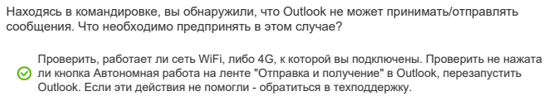 Находясь в командировке, вы обнаружили, что Outlook не может принимать/отправлять
сообщения. Что необходимо предпринять в этом случае?
Проверить, работает ли сеть WiFi, либо 4G, к которой вы подключены. Проверить не нажата
ли кнопка Автономная работа на ленте "Отправка и получение" в Outlook, перезапустить
Outlook. Если эти действия не помогли - обратиться в техподдержку.